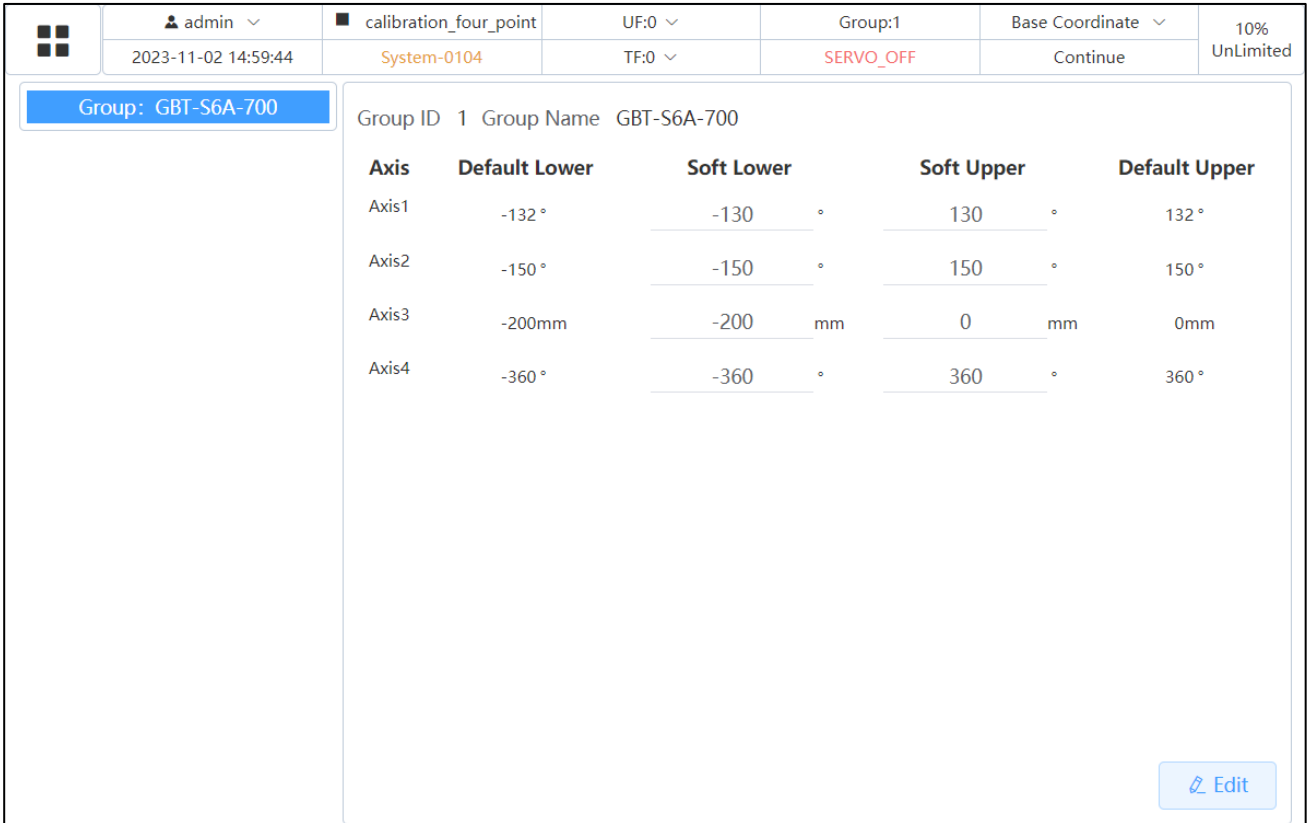 admin calibration_four_point UF:0 Group:1 Base Coordinate 10%
2023-11-02 14:59:44 System-0104 TF:0 SERVO_OFF Continue UnLimited
Group: GBT-S6A-700
Group ID 1 Group Name GBT-S6A-700
Axis Default Lower Soft Lower Soft Upper Default Upper
Axis1 -132 ° -130 ° 130 ° 132 °
Axis2 -150 ° -150 ° 150 ° 150 °
Axis3 -200mm -200 mm 0 mm 0mm
Axis4 -360 ° -360 ° 360 ° 360 °
Edit